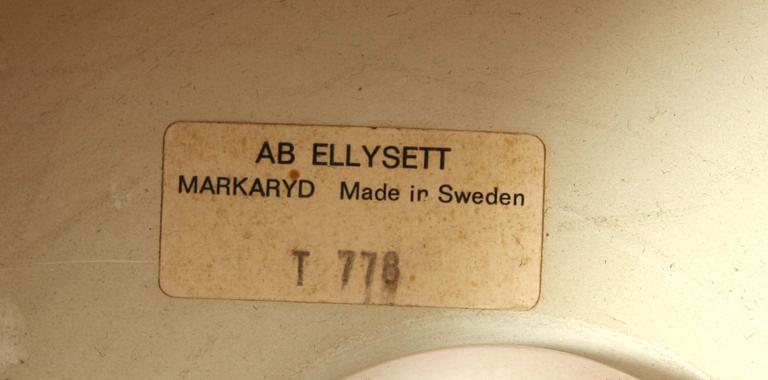 AB ELLYSETT
MARKARYD Made in Sweden
T 778